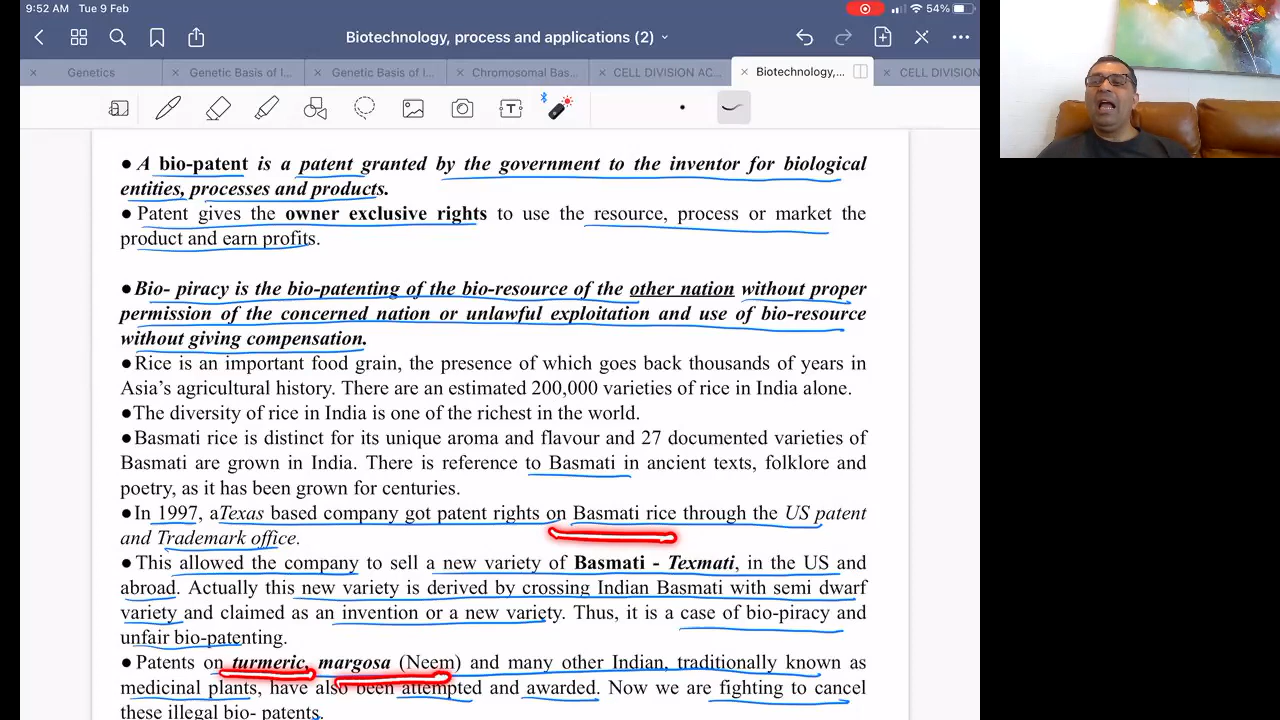 9:52 AM Tue 9 Feb
54%
Biotechnology, process and applications (2)
Genetics
Genetic Basis of I...
Genetic Basis of I...
Chromosomal Bas...
CELL DIVISION AC...
Biotechnology,...
CELL DIVISION
T
●A bio-patent is a patent granted by the government to the inventor for biological
entities, processes and products.
● Patent gives the owner exclusive rights to use the resource, process or market the
product and earn profits.
●Bio- piracy is the bio-patenting of the bio-resource of the other nation without proper
permission of the concerned nation or unlawful exploitation and use of bio-resource
without giving compensation.
●Rice is an important food grain, the presence of which goes back thousands of years in
Asia’s agricultural history. There are an estimated 200,000 varieties of rice in India alone.
●The diversity of rice in India is one of the richest in the world.
●Basmati rice is distinct for its unique aroma and flavour and 27 documented varieties of
Basmati are grown in India. There is reference to Basmati in ancient texts, folklore and
poetry, as it has been grown for centuries.
●In 1997, aTexas based company got patent rights on Basmati rice through the US patent
and Trademark office.
●This allowed the company to sell a new variety of Basmati - Texmati, in the US and
abroad. Actually this new variety is derived by crossing Indian Basmati with semi dwarf
variety and claimed as an invention or a new variety. Thus, it is a case of bio-piracy and
unfair bio-patenting.
●Patents on turmeric, margosa (Neem) and many other Indian, traditionally known as
medicinal plants, have also been attempted and awarded. Now we are fighting to cancel
these illegal bio- patents.